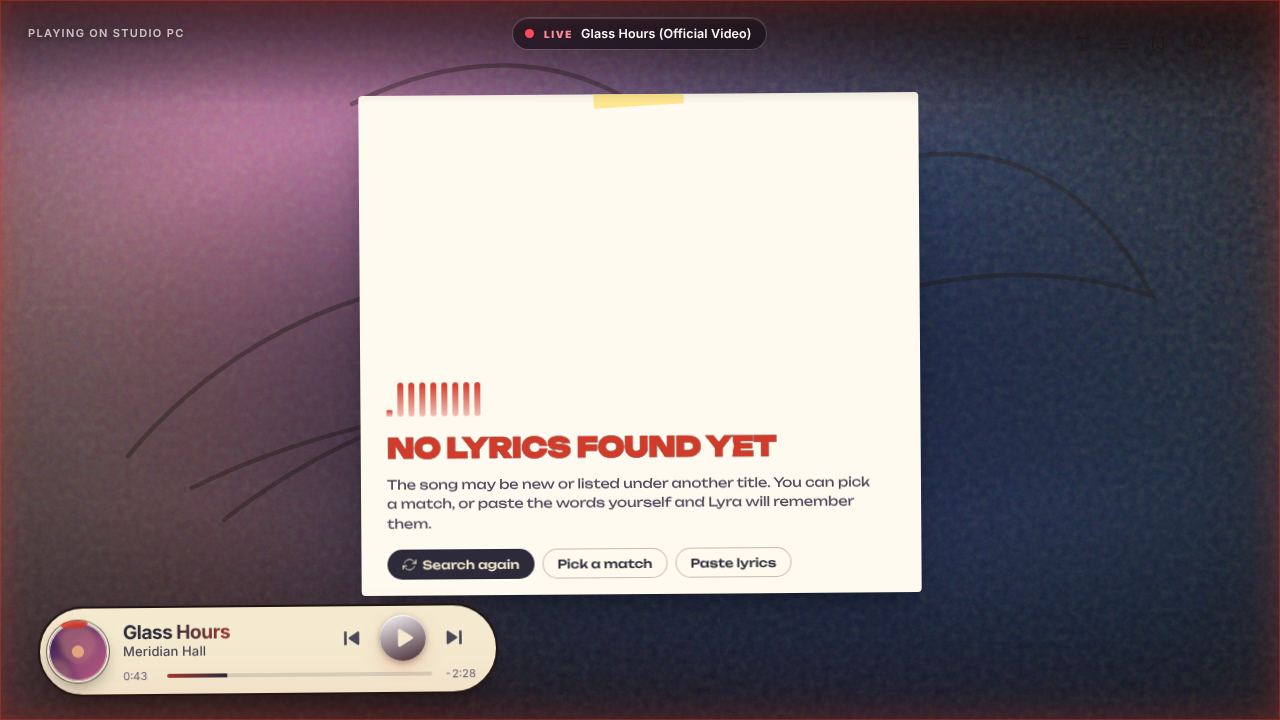 PLAYING ON STUDIO PC
LIVE Glass Hours (Official Video)
NO LYRICS FOUND YET
The song may be new or listed under another title. You can pick
a match, or paste the words yourself and Lyra will remember
them.
Search again
Pick a match
Paste lyrics
Glass Hours
Meridian Hall
0:43
-2:28